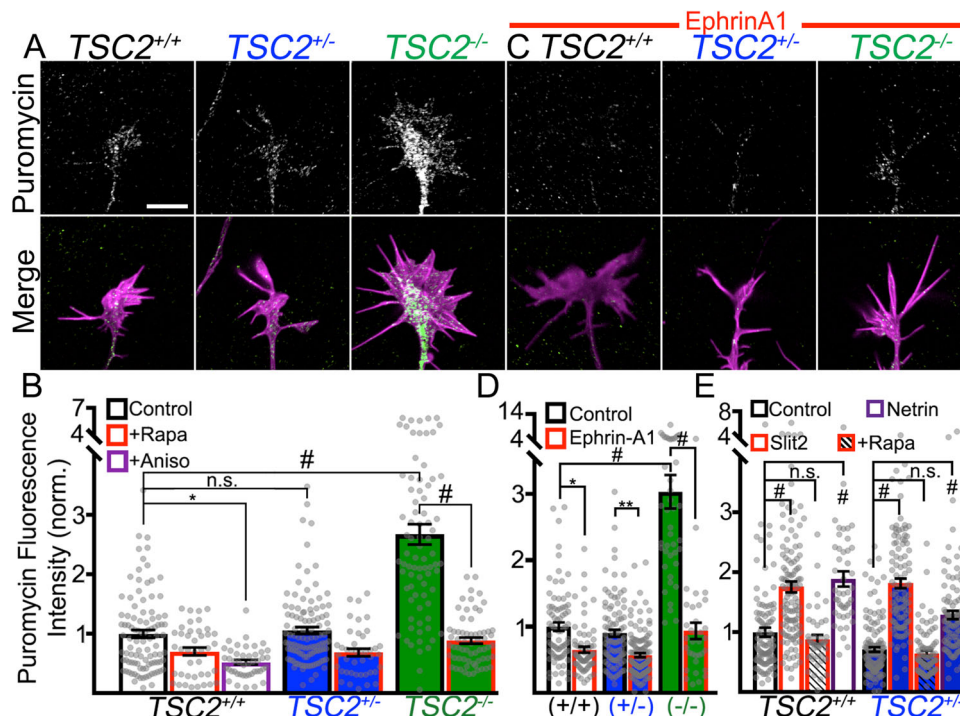 EphrinA1
A TSC2+/+ TSC2+/- TSC2-/- C TSC2+/+ TSC2+/- TSC2-/-
Puromycin
Merge
B
7
4
3
2
1
Puromycin Fluorescence
Intensity (norm.)
Control
+Rapa
+Aniso
#
n.s.
*
#
TSC2+/+ TSC2+/- TSC2-/-
D
14
4
3
2
1
Control
Ephrin-A1
#
#
*
**
(+/+) (+/-) (-/-)
E
8
4
3
2
1
Control Netrin
Slit2 +Rapa
n.s. n.s.
# # # #
TSC2+/+ TSC2+/-